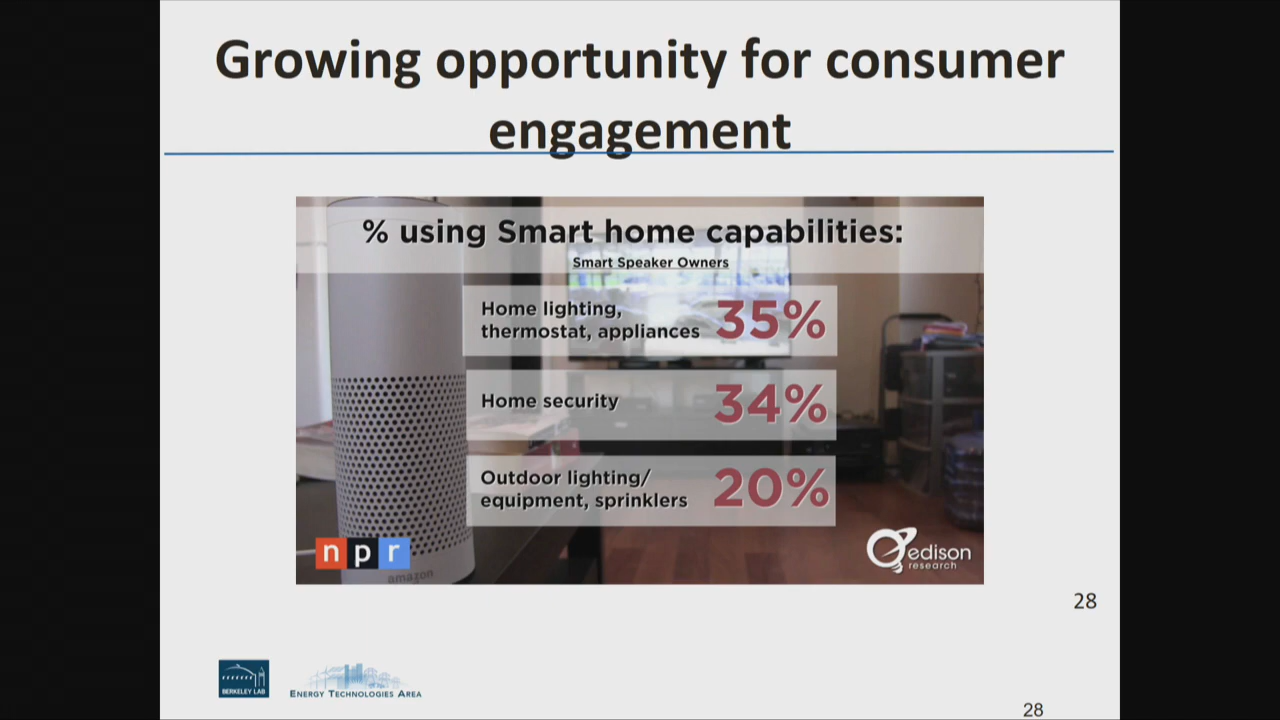 Growing opportunity for consumer
engagement
% using Smart home capabilities:
Smart Speaker Owners
Home lighting,
thermostat, appliances
35%
Home security
34%
Outdoor lighting/
equipment, sprinklers
20%
npr
amazon
edison
research
28
BERKELEY LAB
ENERGY TECHNOLOGIES AREA
28